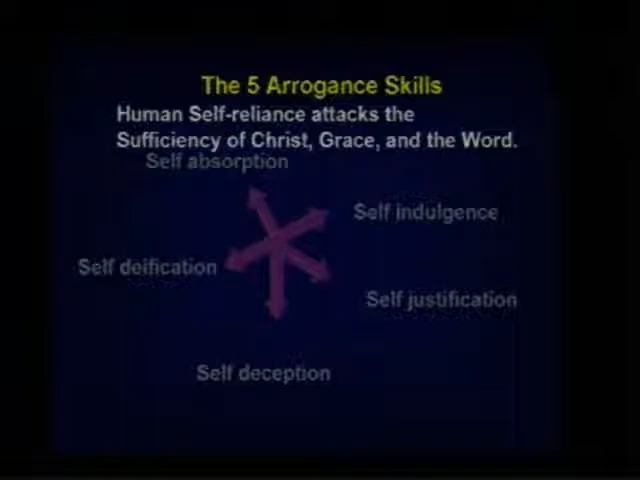 The 5 Arrogance Skills
Human Self-reliance attacks the
Sufficiency of Christ, Grace, and the Word.
Self absorption
Self indulgence
Self deification
Self justification
Self deception